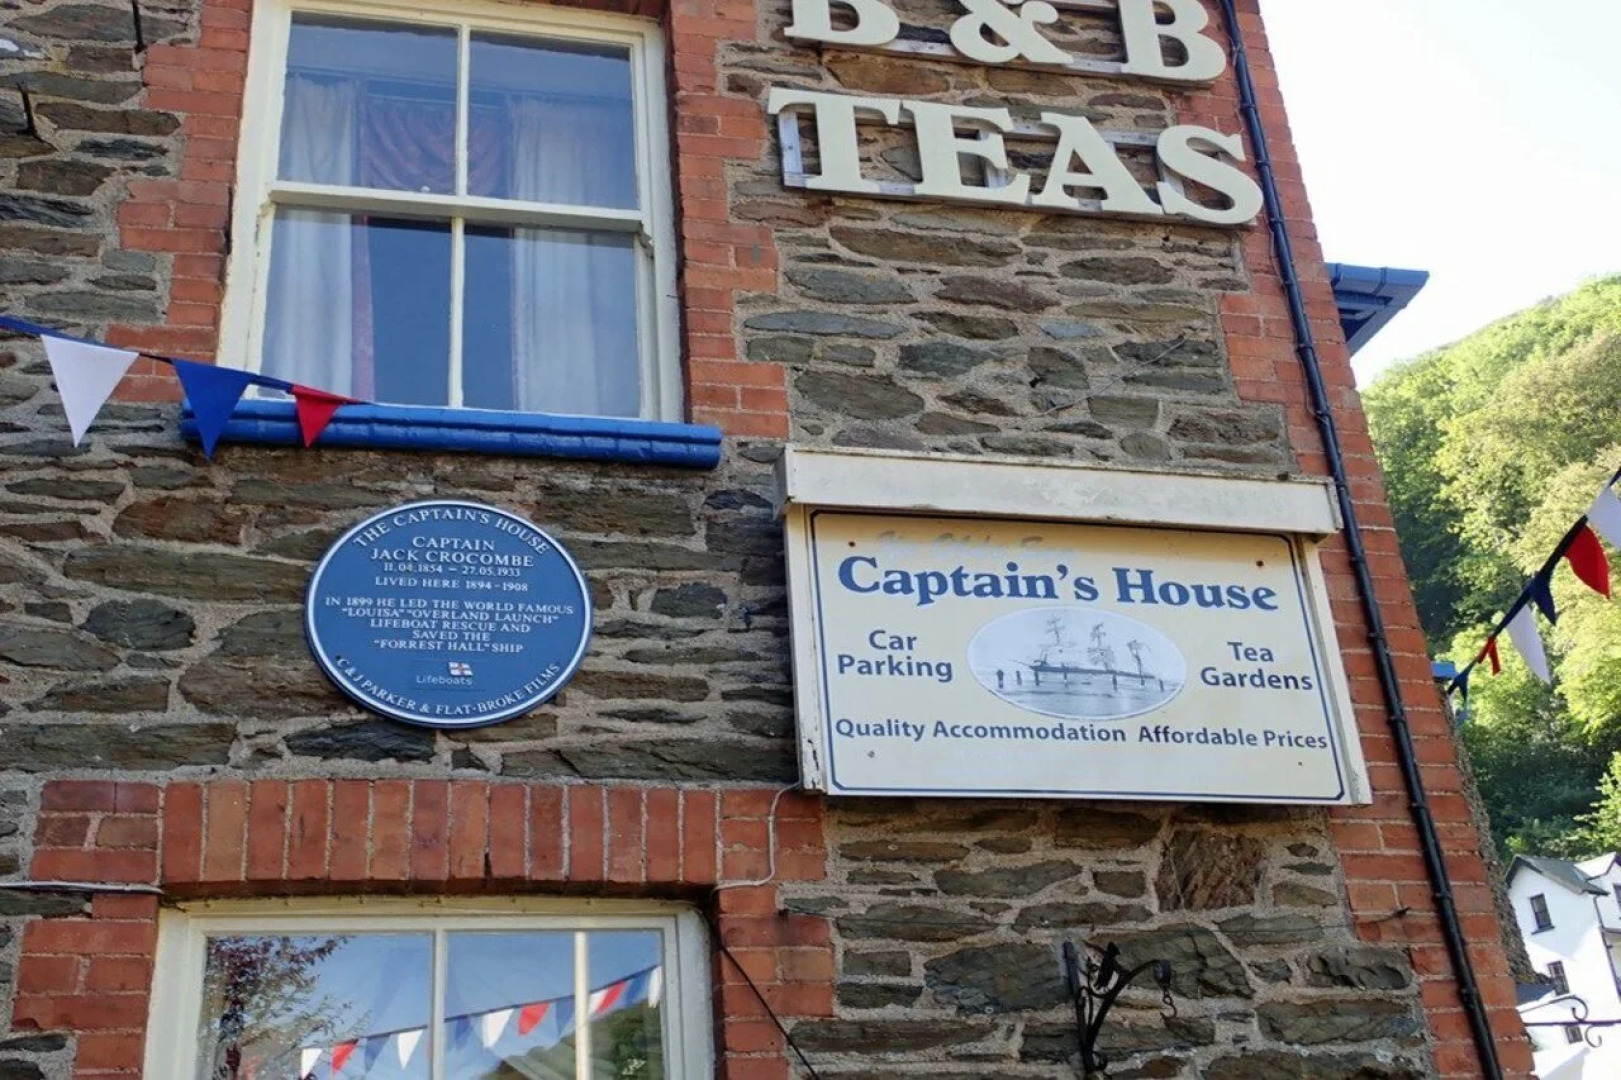 B & B
TEAS
THE CAPTAIN'S HOUSE
CAPTAIN
JACK CROCOMBE
11.04.1854 – 27.05.1933
LIVED HERE 1894-1908
IN 1899 HE LED THE WORLD FAMOUS
"LOUISA" "OVERLAND LAUNCH"
LIFEBOAT RESCUE AND
SAVED THE
"FORREST HALL" SHIP
Lifeboats
C & J PARKER & FLAT-BROKE FILMS
Captain's House
Car
Parking
Tea
Gardens
Quality Accommodation Affordable Prices